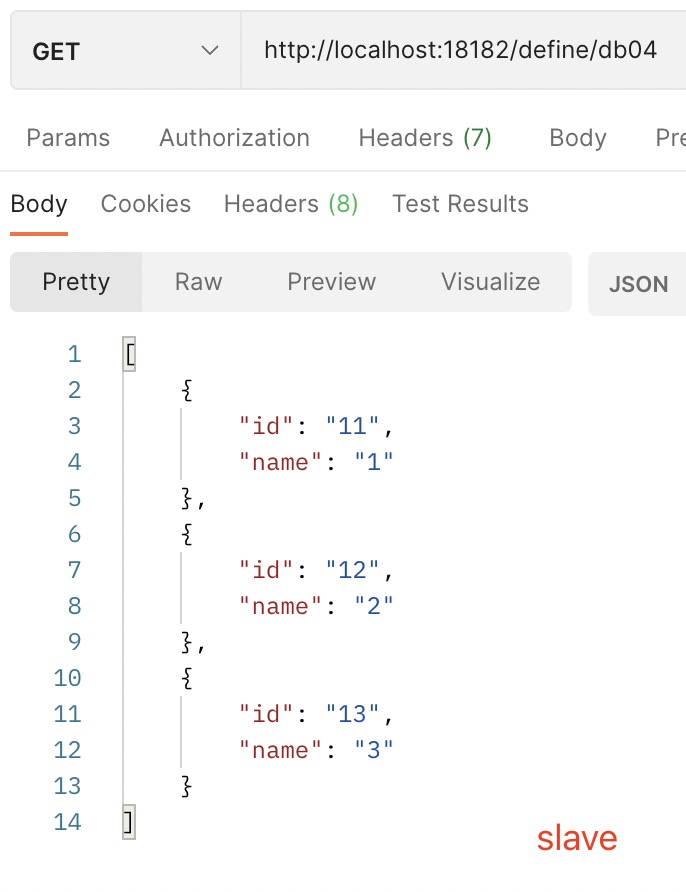 GET http://localhost:18182/define/db04
Params Authorization Headers (7) Body Pre
Body Cookies Headers (8) Test Results
Pretty Raw Preview Visualize JSON
1 [
2 {
3 "id": "11",
4 "name": "1"
5 },
6 {
7 "id": "12",
8 "name": "2"
9 },
10 {
11 "id": "13",
12 "name": "3"
13 }
14 ]
slave